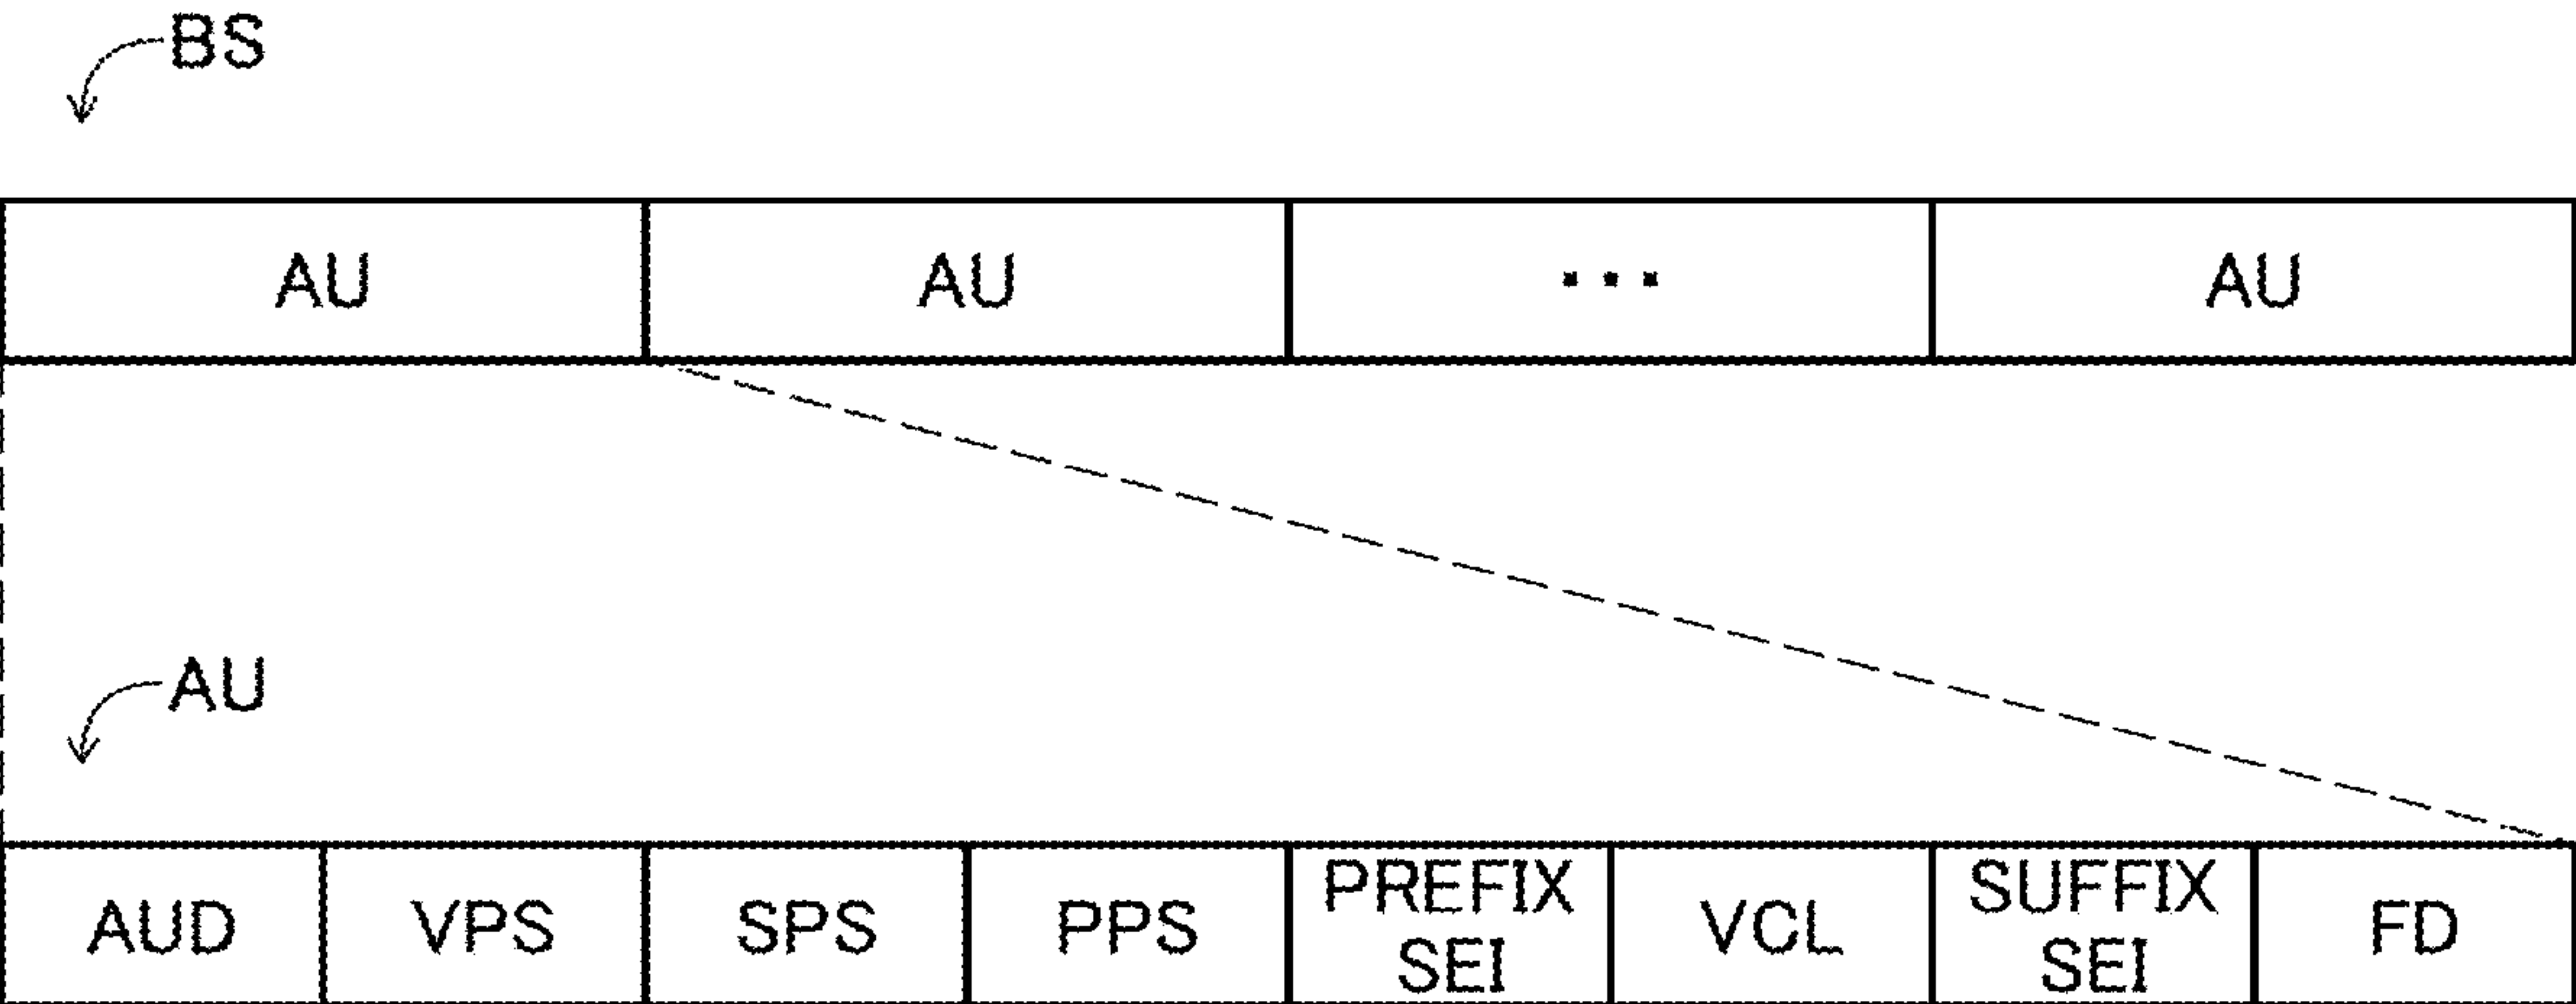 BS
AU AU ... AU
AU
AUD VPS SPS PPS PREFIX SEI VCL SUFFIX SEI FD